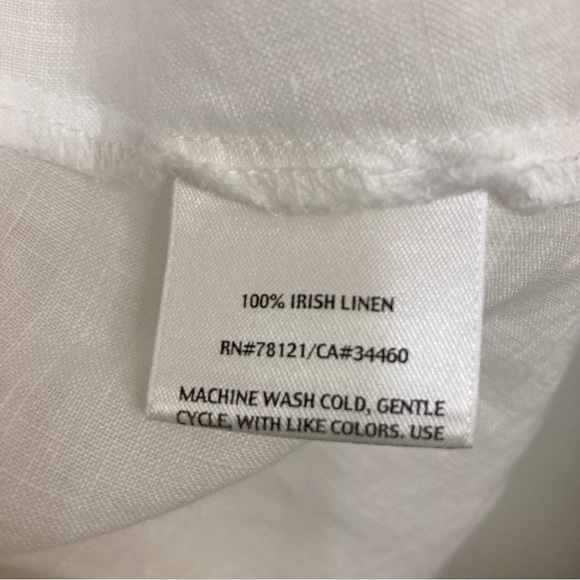 100% IRISH LINEN
RN#78121/CA#34460
MACHINE WASH COLD, GENTLE
CYCLE, WITH LIKE COLORS. USE